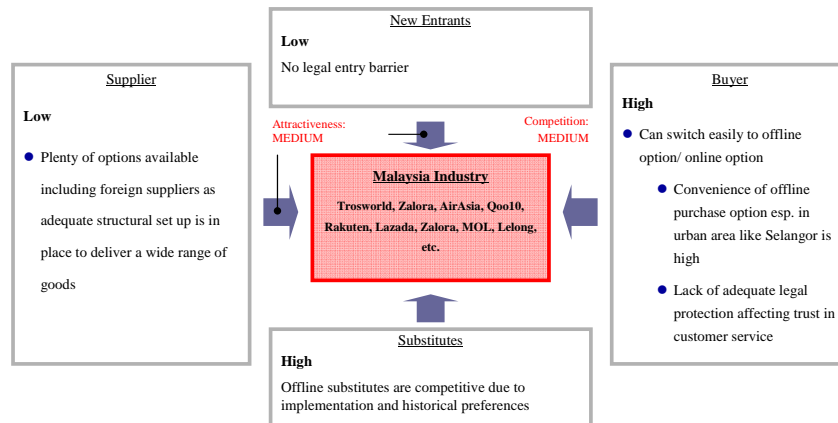 New Entrants
Low
No legal entry barrier
Supplier
Low
Plenty of options available
including foreign suppliers as
adequate structural set up is in
place to deliver a wide range of
goods
Attractiveness:
MEDIUM
Competition:
MEDIUM
Malaysia Industry
Trosworld, Zalora, AirAsia, Qoo10,
Rakuten, Lazada, Zalora, MOL, Lelong,
etc.
Buyer
High
Can switch easily to offline
option/ online option
Convenience of offline
purchase option esp. in
urban area like Selangor is
high
Lack of adequate legal
protection affecting trust in
customer service
Substitutes
High
Offline substitutes are competitive due to
implementation and historical preferences